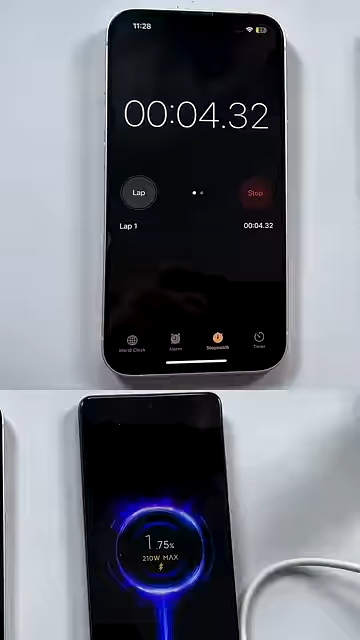 11:28
00:04.32
Lap
Stop
Lap 1
00:04.32
World Clock
Alarm
Stopwatch
Timer
1.75%
210W MAX